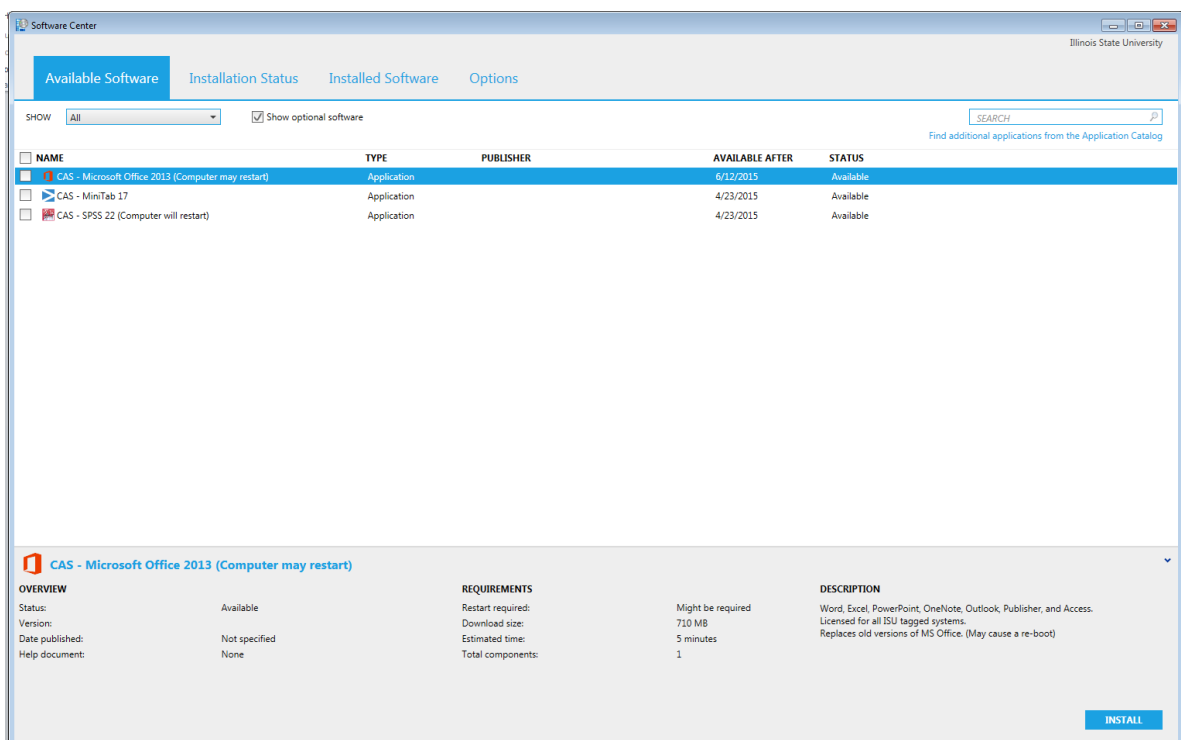 Software Center
Illinois State University
Available Software Installation Status Installed Software Options
SHOW All Show optional software SEARCH
Find additional applications from the Application Catalog
NAME TYPE PUBLISHER AVAILABLE AFTER STATUS
CAS - Microsoft Office 2013 (Computer may restart) Application 6/12/2015 Available
CAS - MiniTab 17 Application 4/23/2015 Available
CAS - SPSS 22 (Computer will restart) Application 4/23/2015 Available
CAS - Microsoft Office 2013 (Computer may restart)
OVERVIEW REQUIREMENTS DESCRIPTION
Status: Available Restart required: Might be required Word, Excel, PowerPoint, OneNote, Outlook, Publisher, and Access.
Version: Download size: 710 MB Licensed for all ISU tagged systems.
Date published: Not specified Estimated time: 5 minutes Replaces old versions of MS Office. (May cause a re-boot)
Help document: None Total components: 1
INSTALL